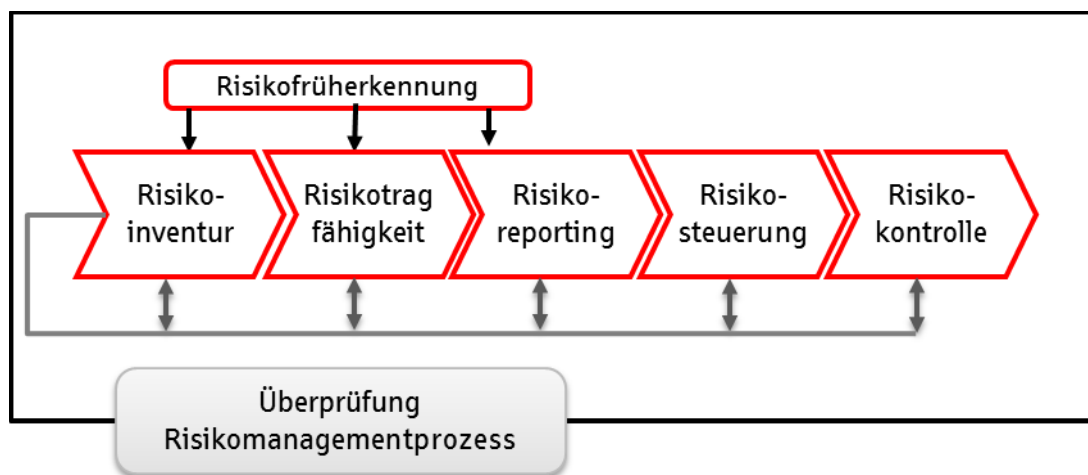 Risikofrüherkennung
Risiko-
inventur
Risikotrag
fähigkeit
Risiko-
reporting
Risiko-
steuerung
Risiko-
kontrolle
Überprüfung
Risikomanagementprozess